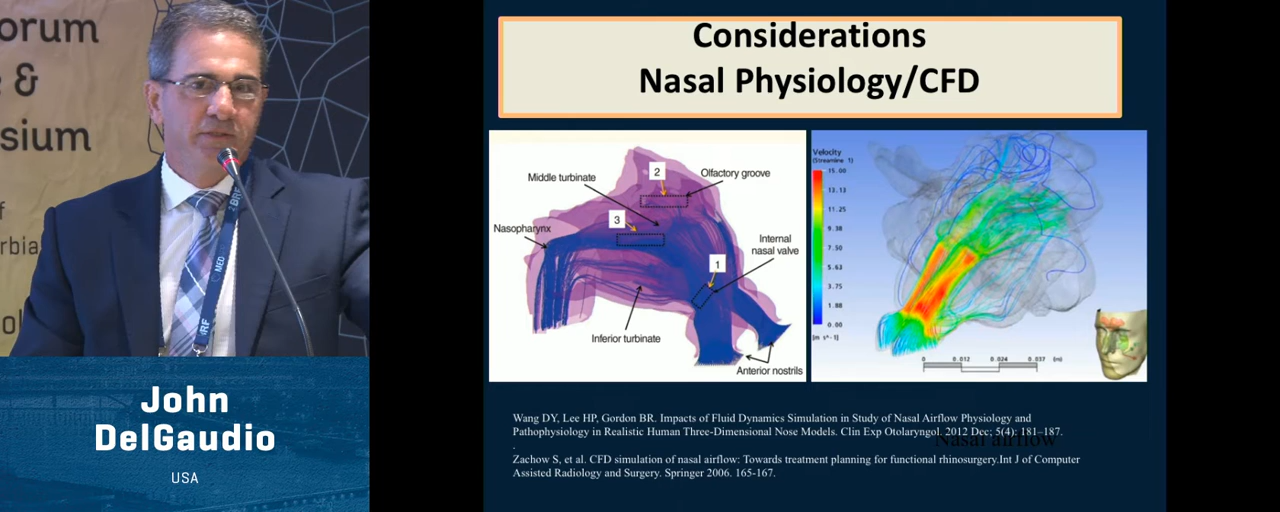 orum
&
sium
f
rbia
ol
BRF
MED
RF
John
DelGaudio
USA
Considerations
Nasal Physiology/CFD
Middle turbinate
2
Olfactory groove
3
Nasopharynx
Internal
nasal valve
1
Inferior turbinate
Anterior nostrils
Velocity
(Streamline 1)
15.00
13.13
11.25
9.38
7.50
5.63
3.75
1.88
0.00
[m s^-1]
0 0.012 0.024 0.037 (m)
Wang DY, Lee HP, Gordon BR. Impacts of Fluid Dynamics Simulation in Study of Nasal Airflow Physiology and
Pathophysiology in Realistic Human Three-Dimensional Nose Models. Clin Exp Otolaryngol. 2012 Dec; 5(4): 181–187.
Nasal airflow
Zachow S, et al. CFD simulation of nasal airflow: Towards treatment planning for functional rhinosurgery.Int J of Computer
Assisted Radiology and Surgery. Springer 2006. 165-167.